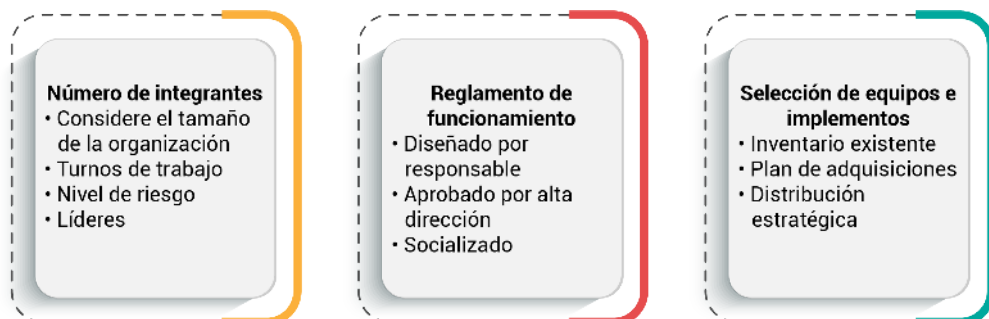 Número de integrantes
• Considere el tamaño
de la organización
• Turnos de trabajo
• Nivel de riesgo
• Líderes
Reglamento de
funcionamiento
• Diseñado por
responsable
• Aprobado por alta
dirección
• Socializado
Selección de equipos e
implementos
• Inventario existente
• Plan de adquisiciones
• Distribución
estratégica